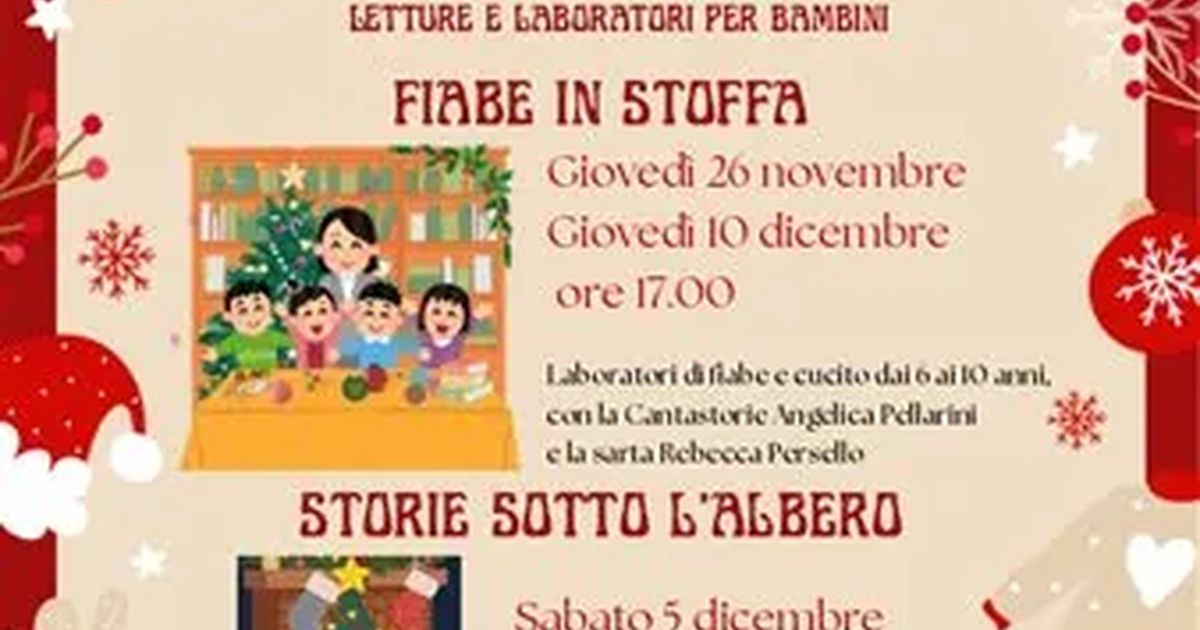 LETTURE E LABORATORI PER BAMBINI
FIABE IN STOFFA
Giovedì 26 novembre
Giovedì 10 dicembre
ore 17.00
Laboratori di fiabe e cucito dai 6 ai 10 anni,
con la Cantastorie Angelica Pellarini
e la sarta Rebecca Persello
STORIE SOTTO L'ALBERO
Sabato 5 dicembre